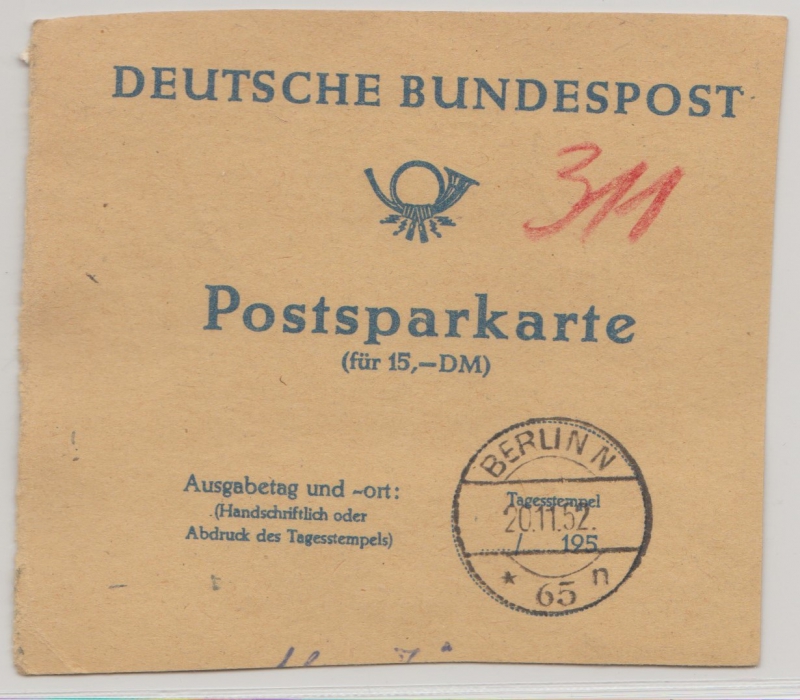 DEUTSCHE BUNDESPOST
311
Postsparkarte
(für 15,—DM)
BERLIN N
Ausgabetag und -ort:
(Handschriftlich oder
Abdruck des Tagesstempels)
Tagesstempel
20.11.52.
/ 195
* 65 n